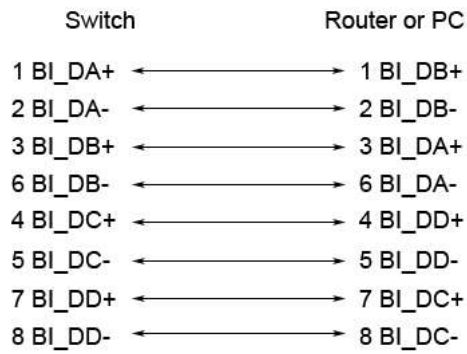 Switch Router or PC
1 BI_DA+ 1 BI_DB+
2 BI_DA- 2 BI_DB-
3 BI_DB+ 3 BI_DA+
6 BI_DB- 6 BI_DA-
4 BI_DC+ 4 BI_DD+
5 BI_DC- 5 BI_DD-
7 BI_DD+ 7 BI_DC+
8 BI_DD- 8 BI_DC-